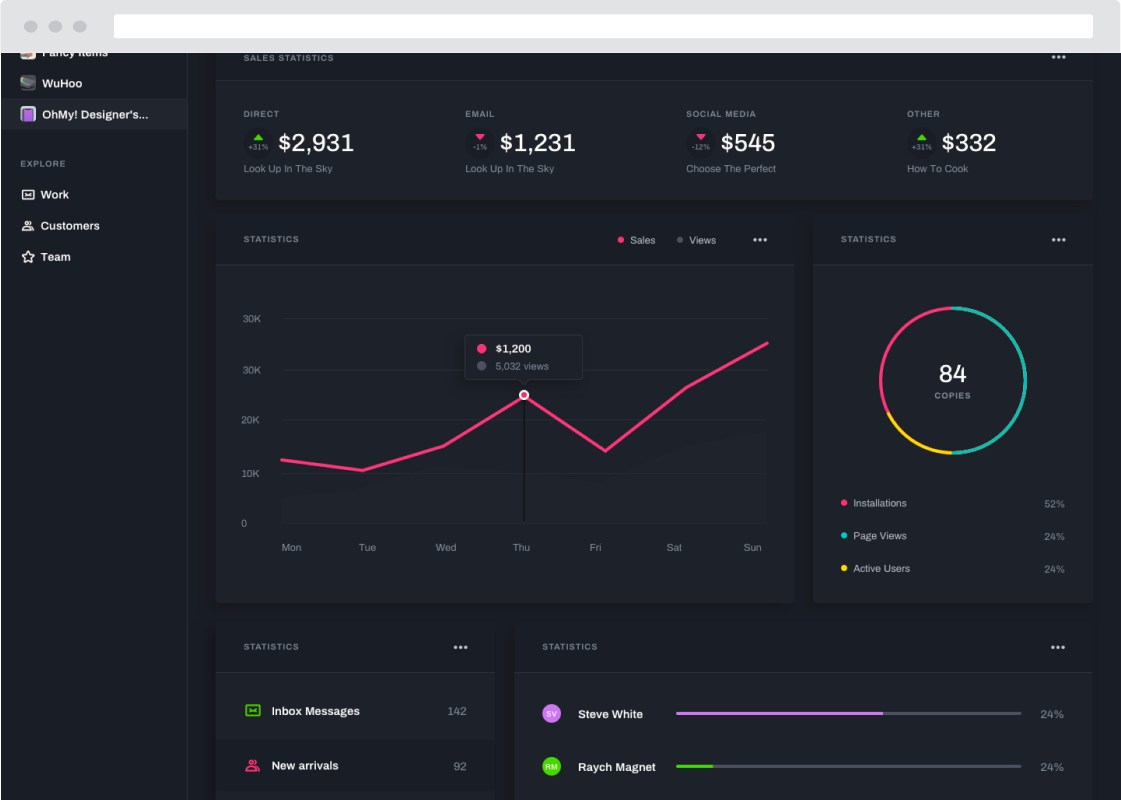 Fancy Items
WuHoo
OhMy! Designer's...
EXPLORE
Work
Customers
Team
SALES STATISTICS
DIRECT
+31%
$2,931
Look Up In The Sky
EMAIL
-1%
$1,231
Look Up In The Sky
SOCIAL MEDIA
-12%
$545
Choose The Perfect
OTHER
+31%
$332
How To Cook
STATISTICS
Sales
Views
30K
30K
20K
10K
0
$1,200
5,032 views
Mon Tue Wed Thu Fri Sat Sun
STATISTICS
84
COPIES
Installations 52%
Page Views 24%
Active Users 24%
STATISTICS
Inbox Messages 142
New arrivals 92
STATISTICS
SV Steve White 24%
RM Raych Magnet 24%